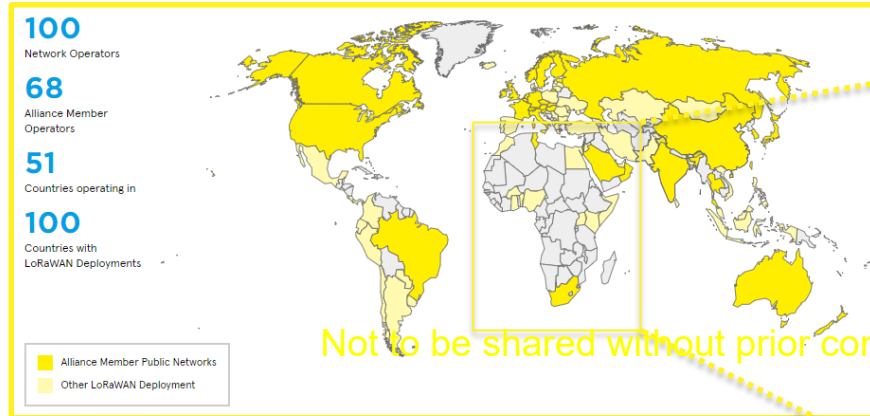 100
Network Operators
68
Alliance Member
Operators
51
Countries operating in
100
Countries with
LoRaWAN Deployments
Alliance Member Public Networks
Other LoRaWAN Deployment
Not to be shared without prior